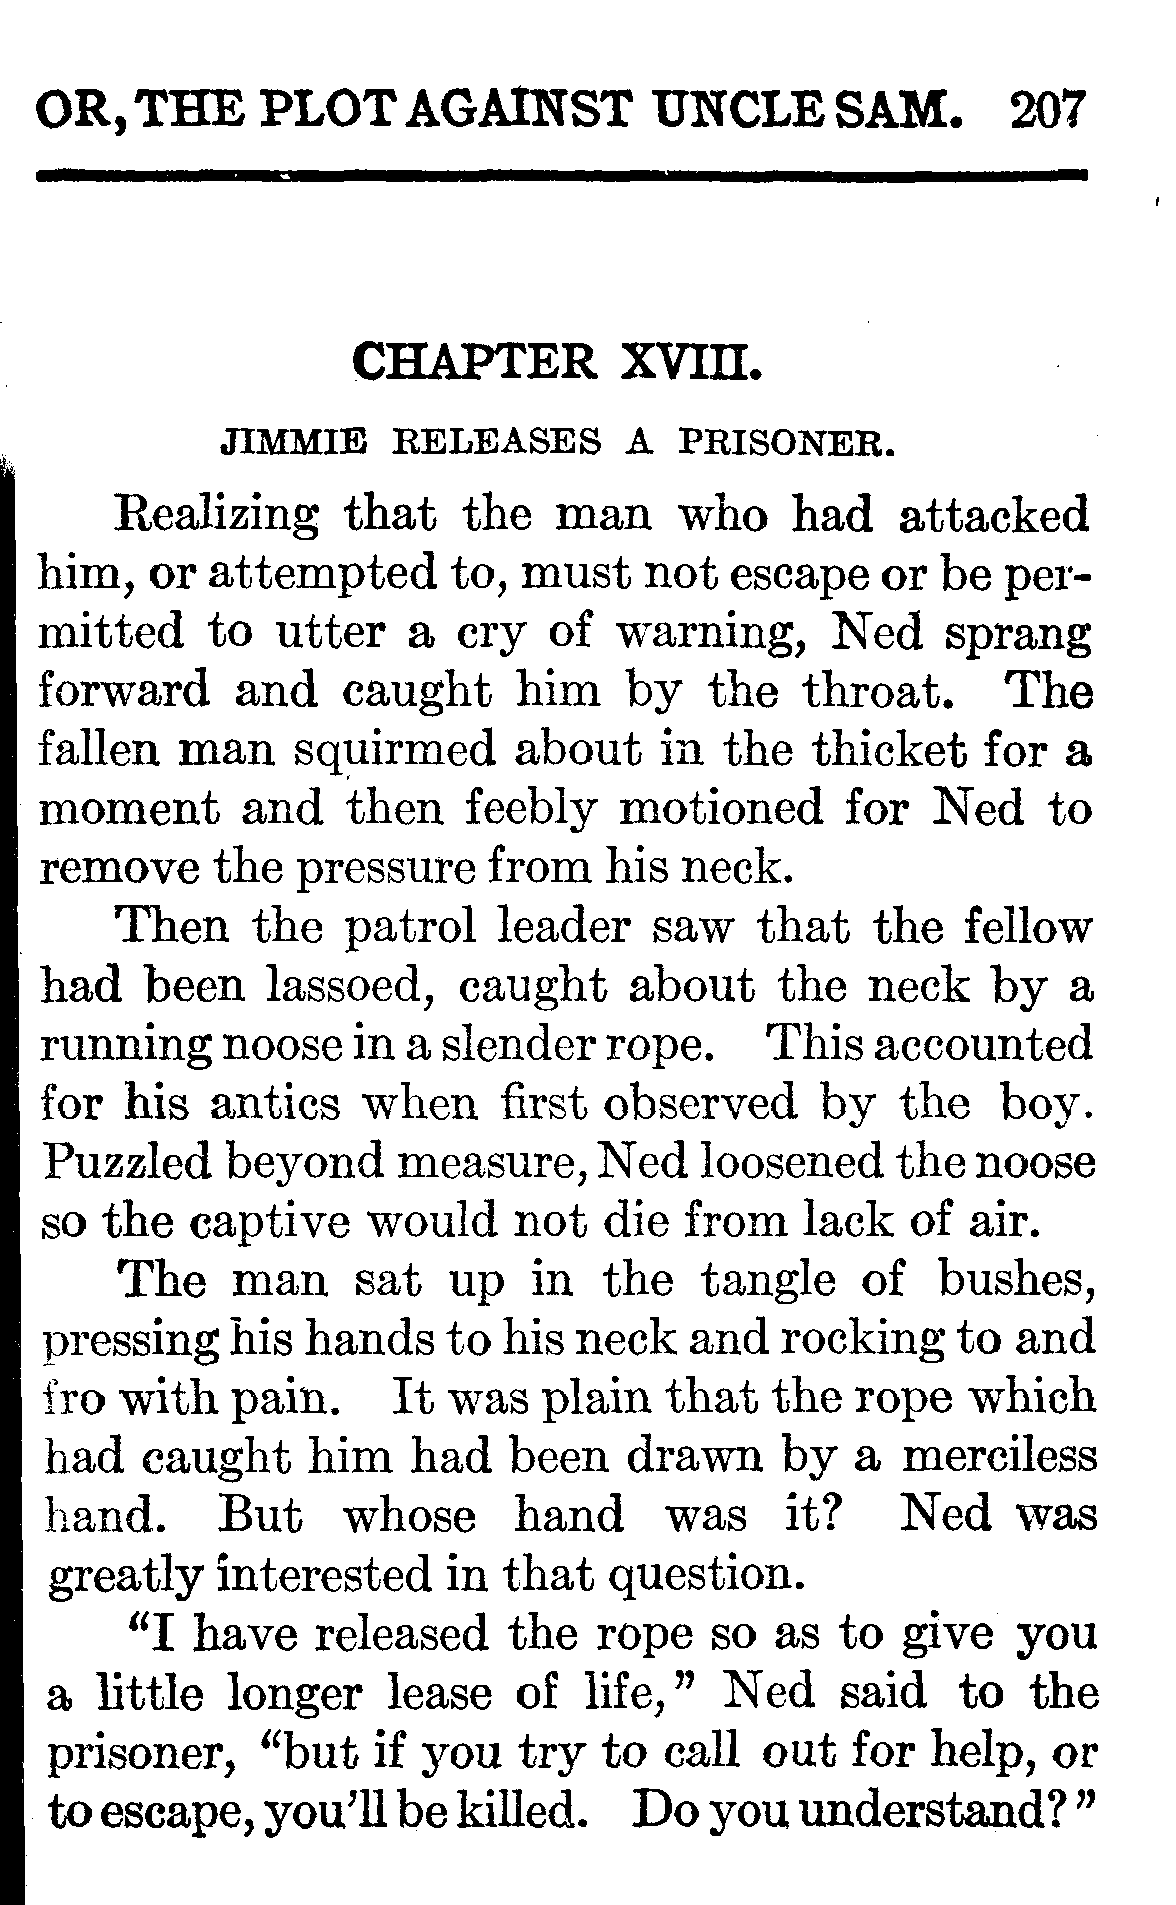 OR, THE PLOT AGAINST UNCLE SAM. 207
CHAPTER XVIII.
JIMMIE RELEASES A PRISONER.
Realizing that the man who had attacked
him, or attempted to, must not escape or be per-
mitted to utter a cry of warning, Ned sprang
forward and caught him by the throat. The
fallen man squirmed about in the thicket for a
moment and then feebly motioned for Ned to
remove the pressure from his neck.
Then the patrol leader saw that the fellow
had been lassoed, caught about the neck by a
running noose in a slender rope. This accounted
for his antics when first observed by the boy.
Puzzled beyond measure, Ned loosened the noose
so the captive would not die from lack of air.
The man sat up in the tangle of bushes,
pressing his hands to his neck and rocking to and
fro with pain. It was plain that the rope which
had caught him had been drawn by a merciless
hand. But whose hand was it? Ned was
greatly interested in that question.
“I have released the rope so as to give you
a little longer lease of life,” Ned said to the
prisoner, “but if you try to call out for help, or
to escape, you’ll be killed. Do you understand?”